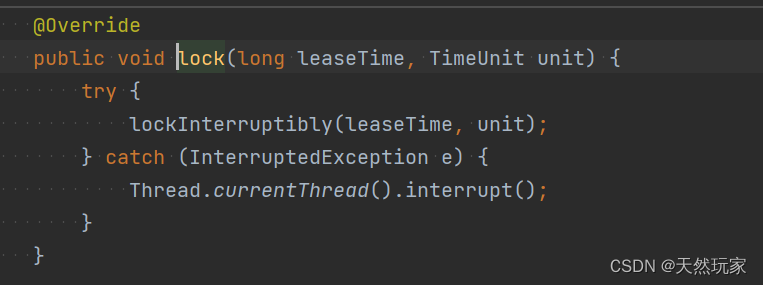 @Override
public void lock(long leaseTime, TimeUnit unit) {
try {
lockInterruptibly(leaseTime, unit);
} catch (InterruptedException e) {
Thread.currentThread().interrupt();
}
}
CSDN @天然玩家